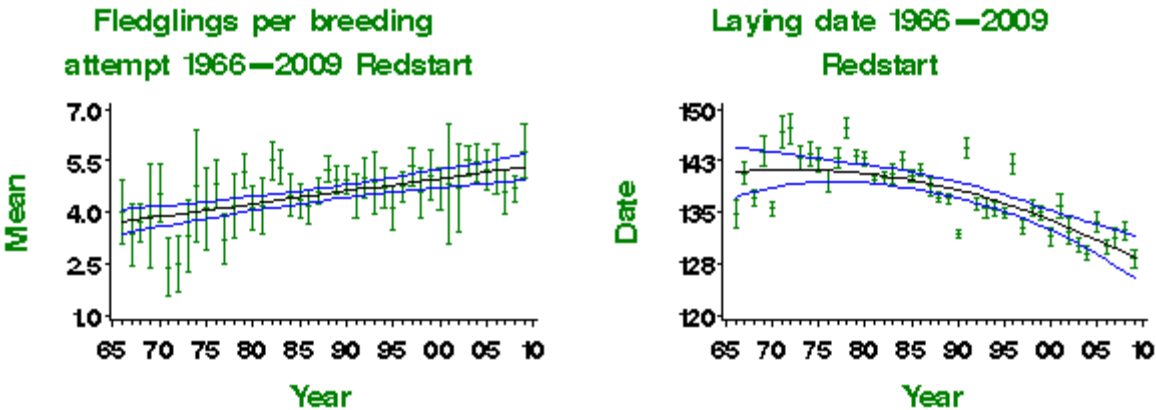 Fledglings per breeding
attempt 1966—2009 Redstart
7.0
5.5
4.0
2.5
1.0
Mean
65 70 75 80 85 90 95 00 05 10
Year
Laying date 1966—2009
Redstart
150
143
135
128
120
Date
65 70 75 80 85 90 95 00 05 10
Year